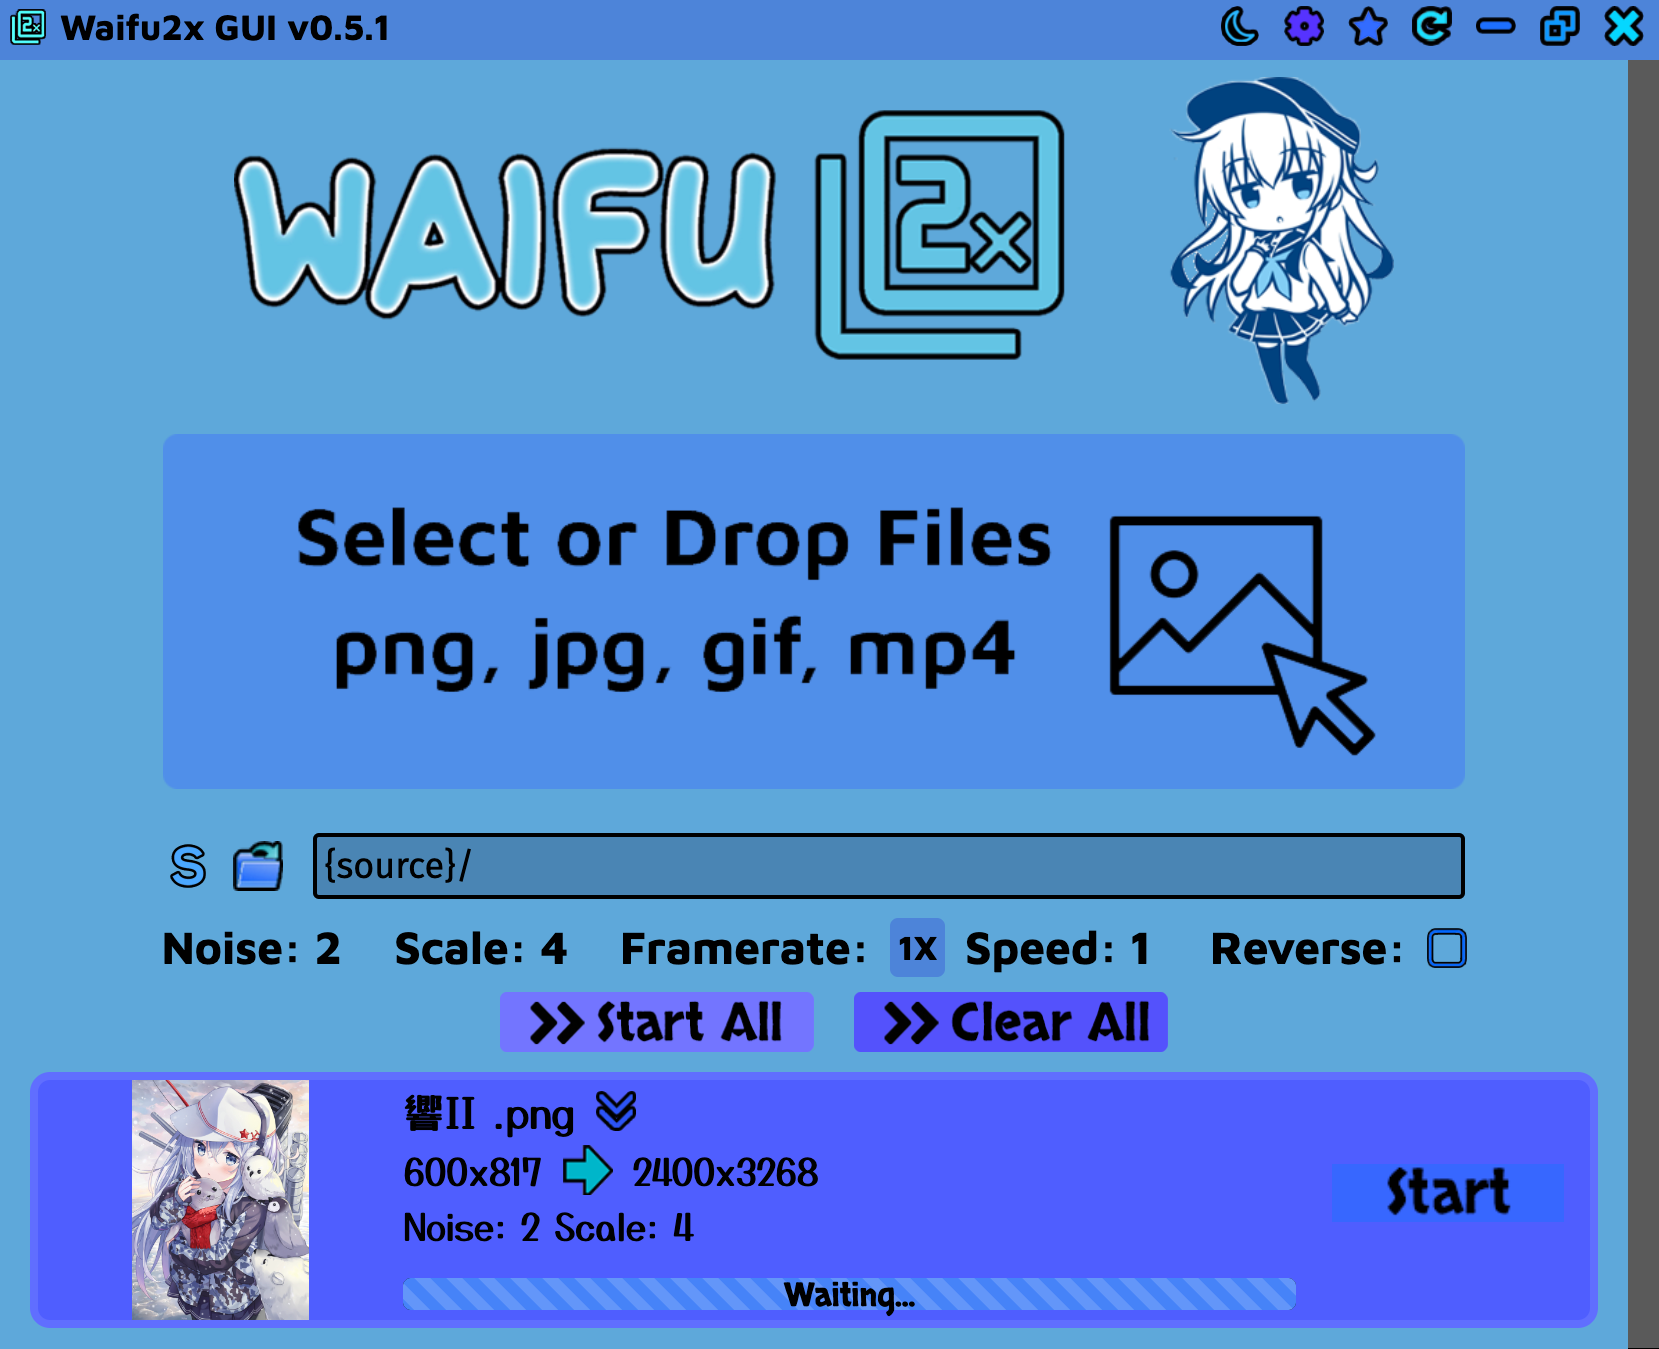 Waifu2x GUI v0.5.1
WAIFU 2x
Select or Drop Files
png, jpg, gif, mp4
S {source}/
Noise: 2 Scale: 4 Framerate: 1X Speed: 1 Reverse:
Start All Clear All
響II .png
600x817 2400x3268
Noise: 2 Scale: 4
Start
Waiting...